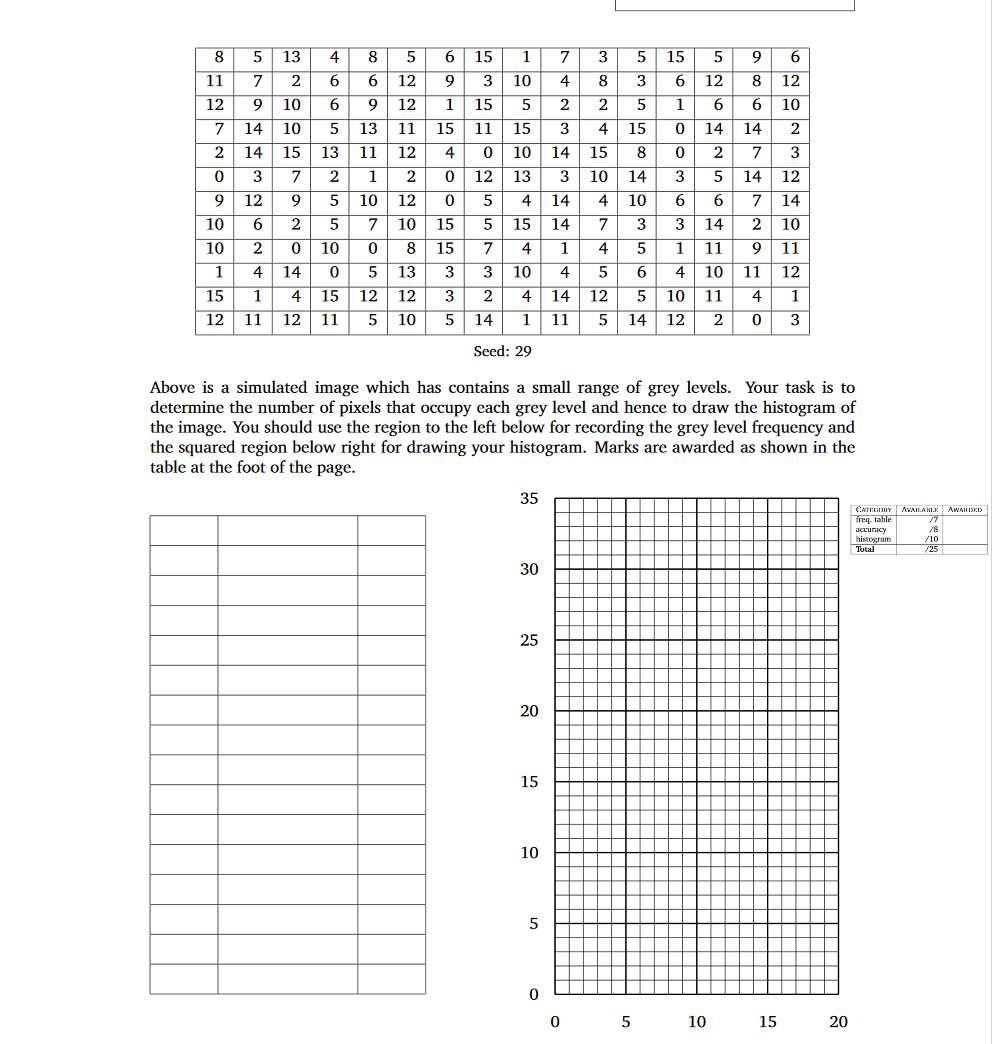 8 5 13 4 8 5 6 15 1 7 3 5 15 5 9 6
11 7 2 6 6 12 9 3 10 4 8 3 6 12 8 12
12 9 10 6 9 12 1 15 5 2 2 5 1 6 6 10
7 14 10 5 13 11 15 11 15 3 4 15 0 14 14 2
2 14 15 13 11 12 4 0 10 14 15 8 0 2 7 3
0 3 7 2 1 2 0 12 13 3 10 14 3 5 14 12
9 12 9 5 10 12 0 5 4 14 4 10 6 6 7 14
10 6 2 5 7 10 15 5 15 14 7 3 3 14 2 10
10 2 0 10 0 8 15 7 4 1 4 5 1 11 9 11
1 4 14 0 5 13 3 3 10 4 5 6 4 10 11 12
15 1 4 15 12 12 3 2 4 14 12 5 10 11 4 1
12 11 12 11 5 10 5 14 1 11 5 14 12 2 0 3
Seed: 29
Above is a simulated image which has contains a small range of grey levels. Your task is to
determine the number of pixels that occupy each grey level and hence to draw the histogram of
the image. You should use the region to the left below for recording the grey level frequency and
the squared region below right for drawing your histogram. Marks are awarded as shown in the
table at the foot of the page.
35
30
25
20
15
10
5
0
0 5 10 15 20
CATEGORY AVAILABLE AWARDED
freq. table /7
accuracy /8
histogram /10
Total /25